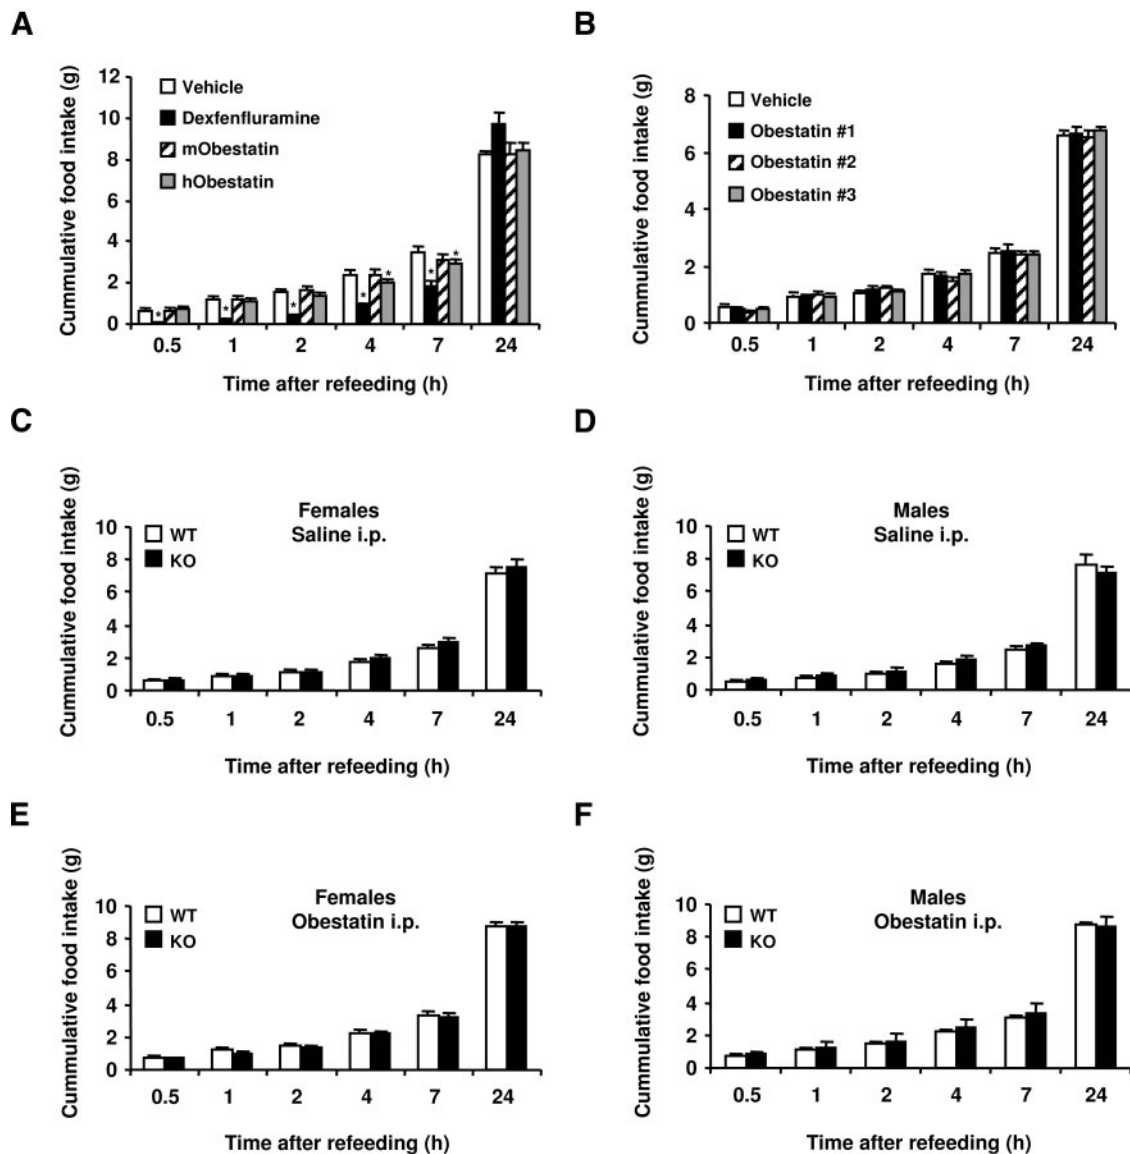 A
Cummulative food intake (g)
12
10
8
6
4
2
0
Vehicle
Dexfenfluramine
mObestatin
hObestatin
* * * * * * *
0.5 1 2 4 7 24
Time after refeeding (h)
B
Cummulative food intake (g)
8
6
4
2
0
Vehicle
Obestatin #1
Obestatin #2
Obestatin #3
0.5 1 2 4 7 24
Time after refeeding (h)
C
Cummulative food intake (g)
Females
Saline i.p.
10
8
6
4
2
0
WT
KO
0.5 1 2 4 7 24
Time after refeeding (h)
D
Cummulative food intake (g)
Males
Saline i.p.
10
8
6
4
2
0
WT
KO
0.5 1 2 4 7 24
Time after refeeding (h)
E
Cummulative food intake (g)
Females
Obestatin i.p.
10
8
6
4
2
0
WT
KO
0.5 1 2 4 7 24
Time after refeeding (h)
F
Cummulative food intake (g)
Males
Obestatin i.p.
10
8
6
4
2
0
WT
KO
0.5 1 2 4 7 24
Time after refeeding (h)